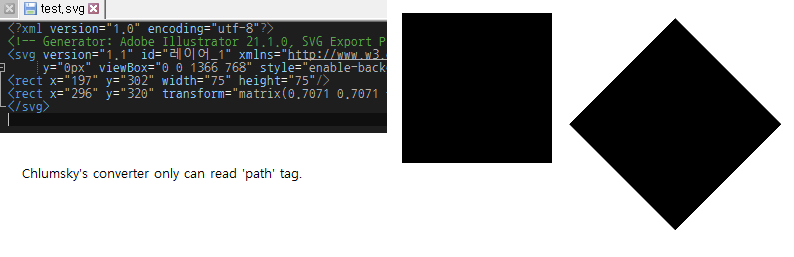 test.svg
<?xml version="1.0" encoding="utf-8"?>
<!-- Generator: Adobe Illustrator 21.1.0, SVG Export P
<svg version="1.1" id="레이어_1" xmlns="http://www.w3.
y="0px" viewBox="0 0 1366 768" style="enable-back
<rect x="197" y="302" width="75" height="75"/>
<rect x="296" y="320" transform="matrix(0.7071 0.7071
</svg>
Chlumsky's converter only can read 'path' tag.